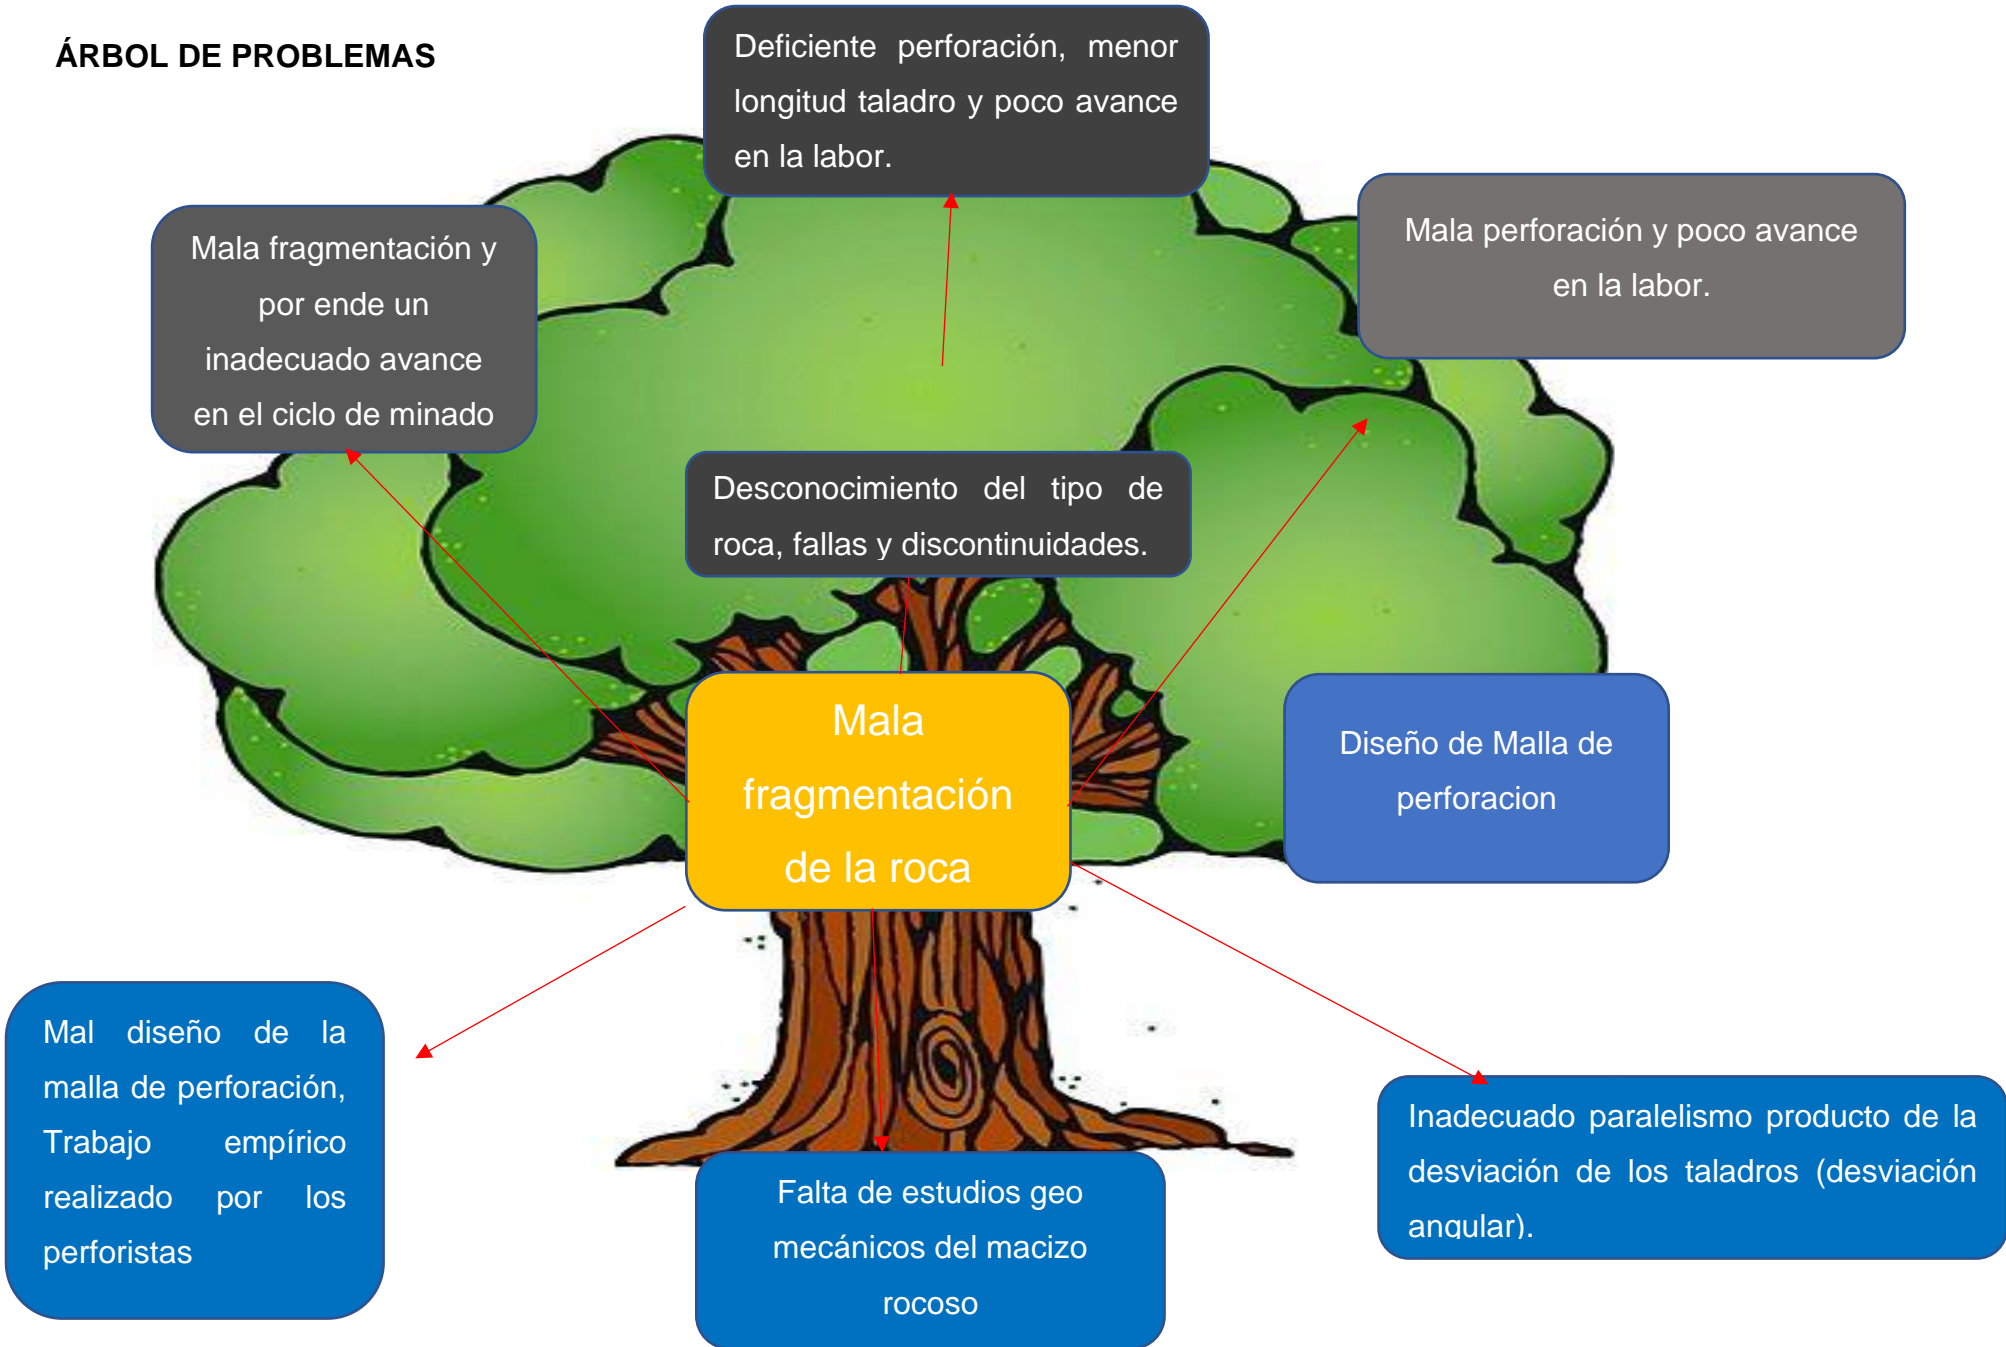 ÁRBOL DE PROBLEMAS
Deficiente perforación, menor
longitud taladro y poco avance
en la labor.
Mala fragmentación y
por ende un
inadecuado avance
en el ciclo de minado
Mala perforación y poco avance
en la labor.
Desconocimiento del tipo de
roca, fallas y discontinuidades.
Mala
fragmentación
de la roca
Diseño de Malla de
perforacion
Mal diseño de la
malla de perforación,
Trabajo empírico
realizado por los
perforistas
Falta de estudios geo
mecánicos del macizo
rocoso
Inadecuado paralelismo producto de la
desviación de los taladros (desviación
angular).